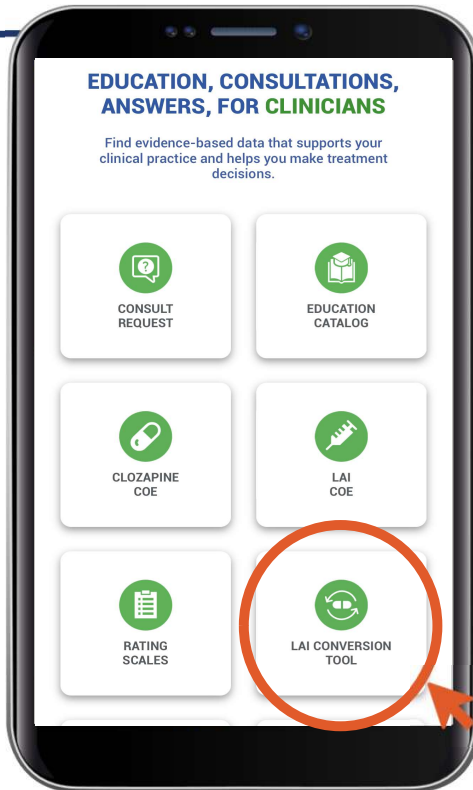 EDUCATION, CONSULTATIONS,
ANSWERS, FOR CLINICIANS
Find evidence-based data that supports your
clinical practice and helps you make treatment
decisions.
CONSULT
REQUEST
EDUCATION
CATALOG
CLOZAPINE
COE
LAI
COE
RATING
SCALES
LAI CONVERSION
TOOL